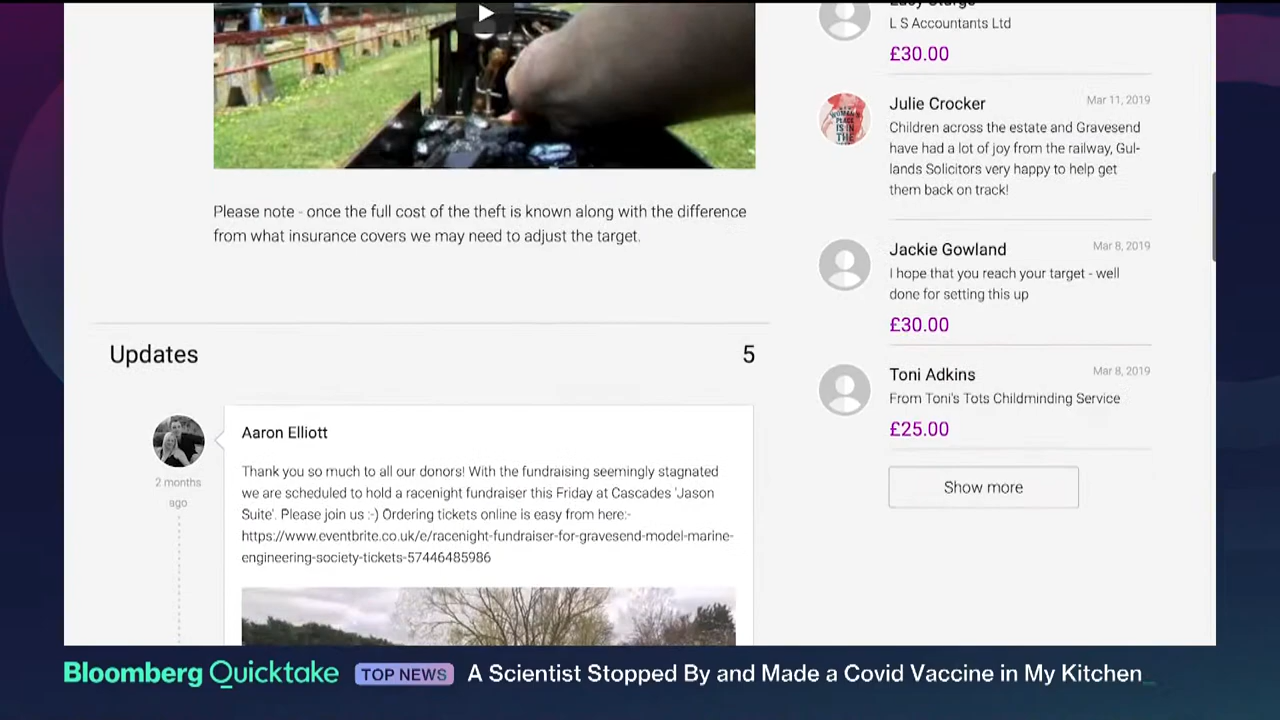 Please note - once the full cost of the theft is known along with the difference
from what insurance covers we may need to adjust the target.
Updates
5
2 months
ago
Aaron Elliott
Thank you so much to all our donors! With the fundraising seemingly stagnated
we are scheduled to hold a racenight fundraiser this Friday at Cascades 'Jason
Suite'. Please join us :-) Ordering tickets online is easy from here:-
https://www.eventbrite.co.uk/e/racenight-fundraiser-for-gravesend-model-marine-
engineering-society-tickets-57446485986
L S Accountants Ltd
£30.00
Julie Crocker
Mar 11, 2019
Children across the estate and Gravesend
have had a lot of joy from the railway, Gul-
lands Solicitors very happy to help get
them back on track!
Jackie Gowland
Mar 8, 2019
I hope that you reach your target - well
done for setting this up
£30.00
Toni Adkins
Mar 8, 2019
From Toni's Tots Childminding Service
£25.00
Show more
Bloomberg Quicktake
TOP NEWS
A Scientist Stopped By and Made a Covid Vaccine in My Kitchen_